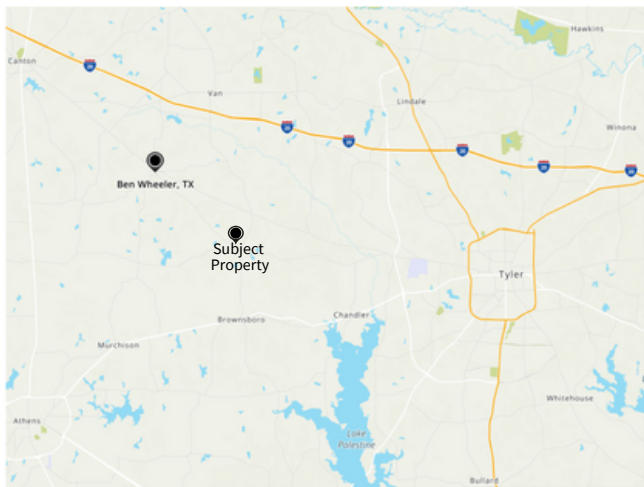 Hawkins
Canton
20
Van
Lindale
20
20
Winona
20
20
20
Ben Wheeler, TX
Subject
Property
Tyler
Chandler
Brownsboro
Murchison
Whitehouse
Athens
Lake
Palestine
Bullard